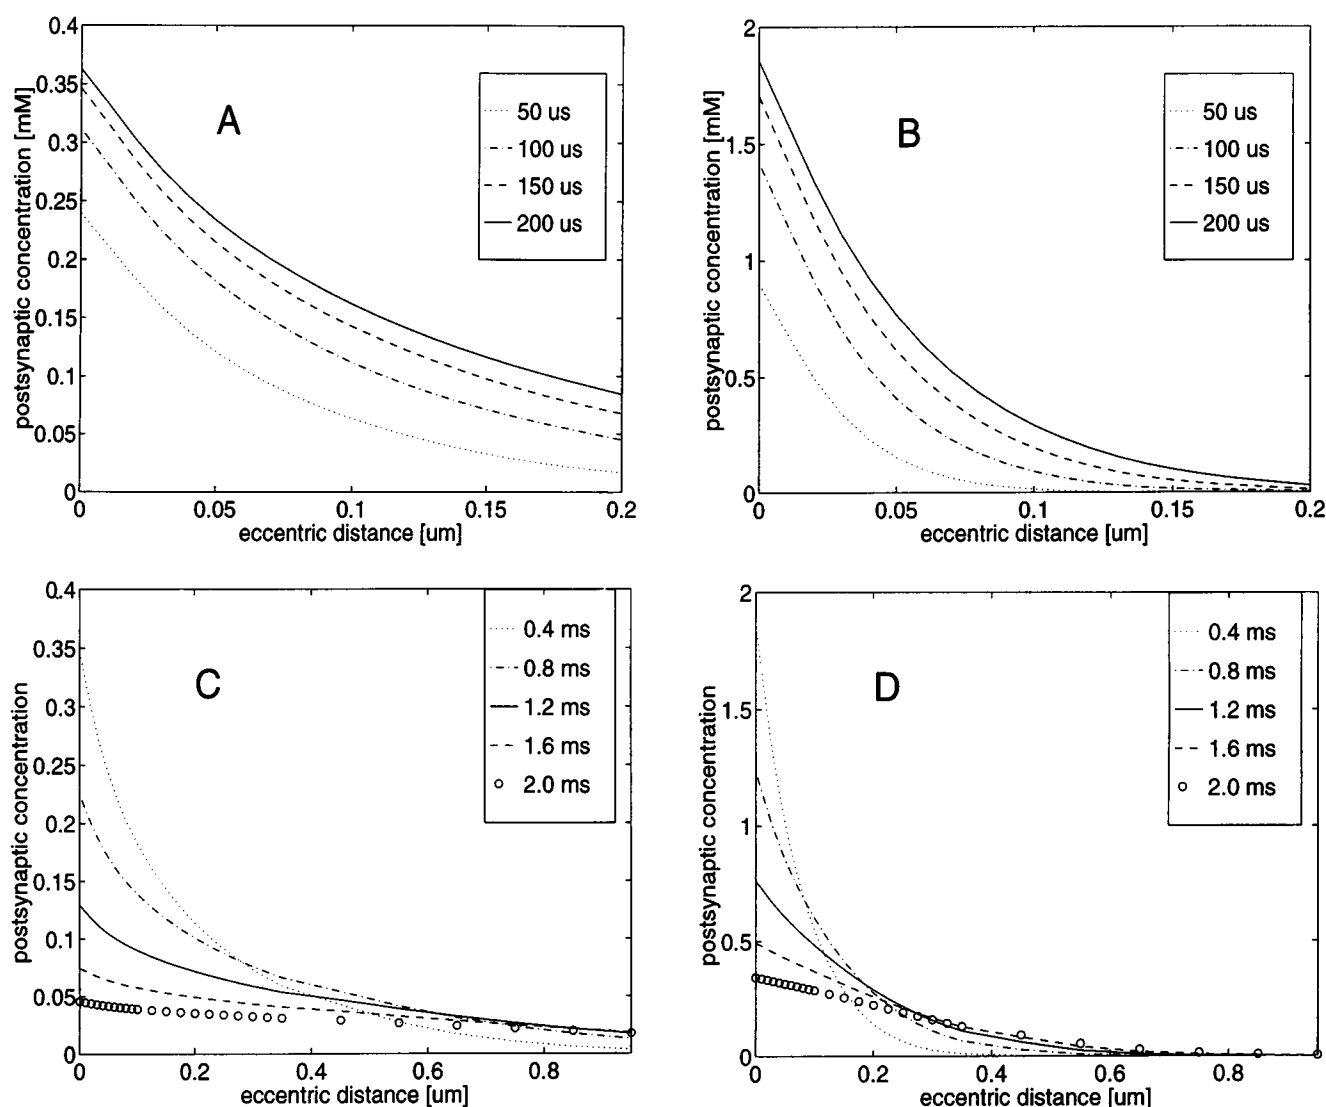 A
postsynaptic concentration [mM]
0.4
0.35
0.3
0.25
0.2
0.15
0.1
0.05
0
0
0.05
0.1
0.15
0.2
eccentric distance [um]
50 us
100 us
150 us
200 us
B
postsynaptic concentration [mM]
2
1.5
1
0.5
0
0
0.05
0.1
0.15
0.2
eccentric distance [um]
50 us
100 us
150 us
200 us
C
postsynaptic concentration
0.4
0.35
0.3
0.25
0.2
0.15
0.1
0.05
0
0
0.2
0.4
0.6
0.8
eccentric distance [um]
0.4 ms
0.8 ms
1.2 ms
1.6 ms
2.0 ms
D
postsynaptic concentration
2
1.5
1
0.5
0
0
0.2
0.4
0.6
0.8
eccentric distance [um]
0.4 ms
0.8 ms
1.2 ms
1.6 ms
2.0 ms